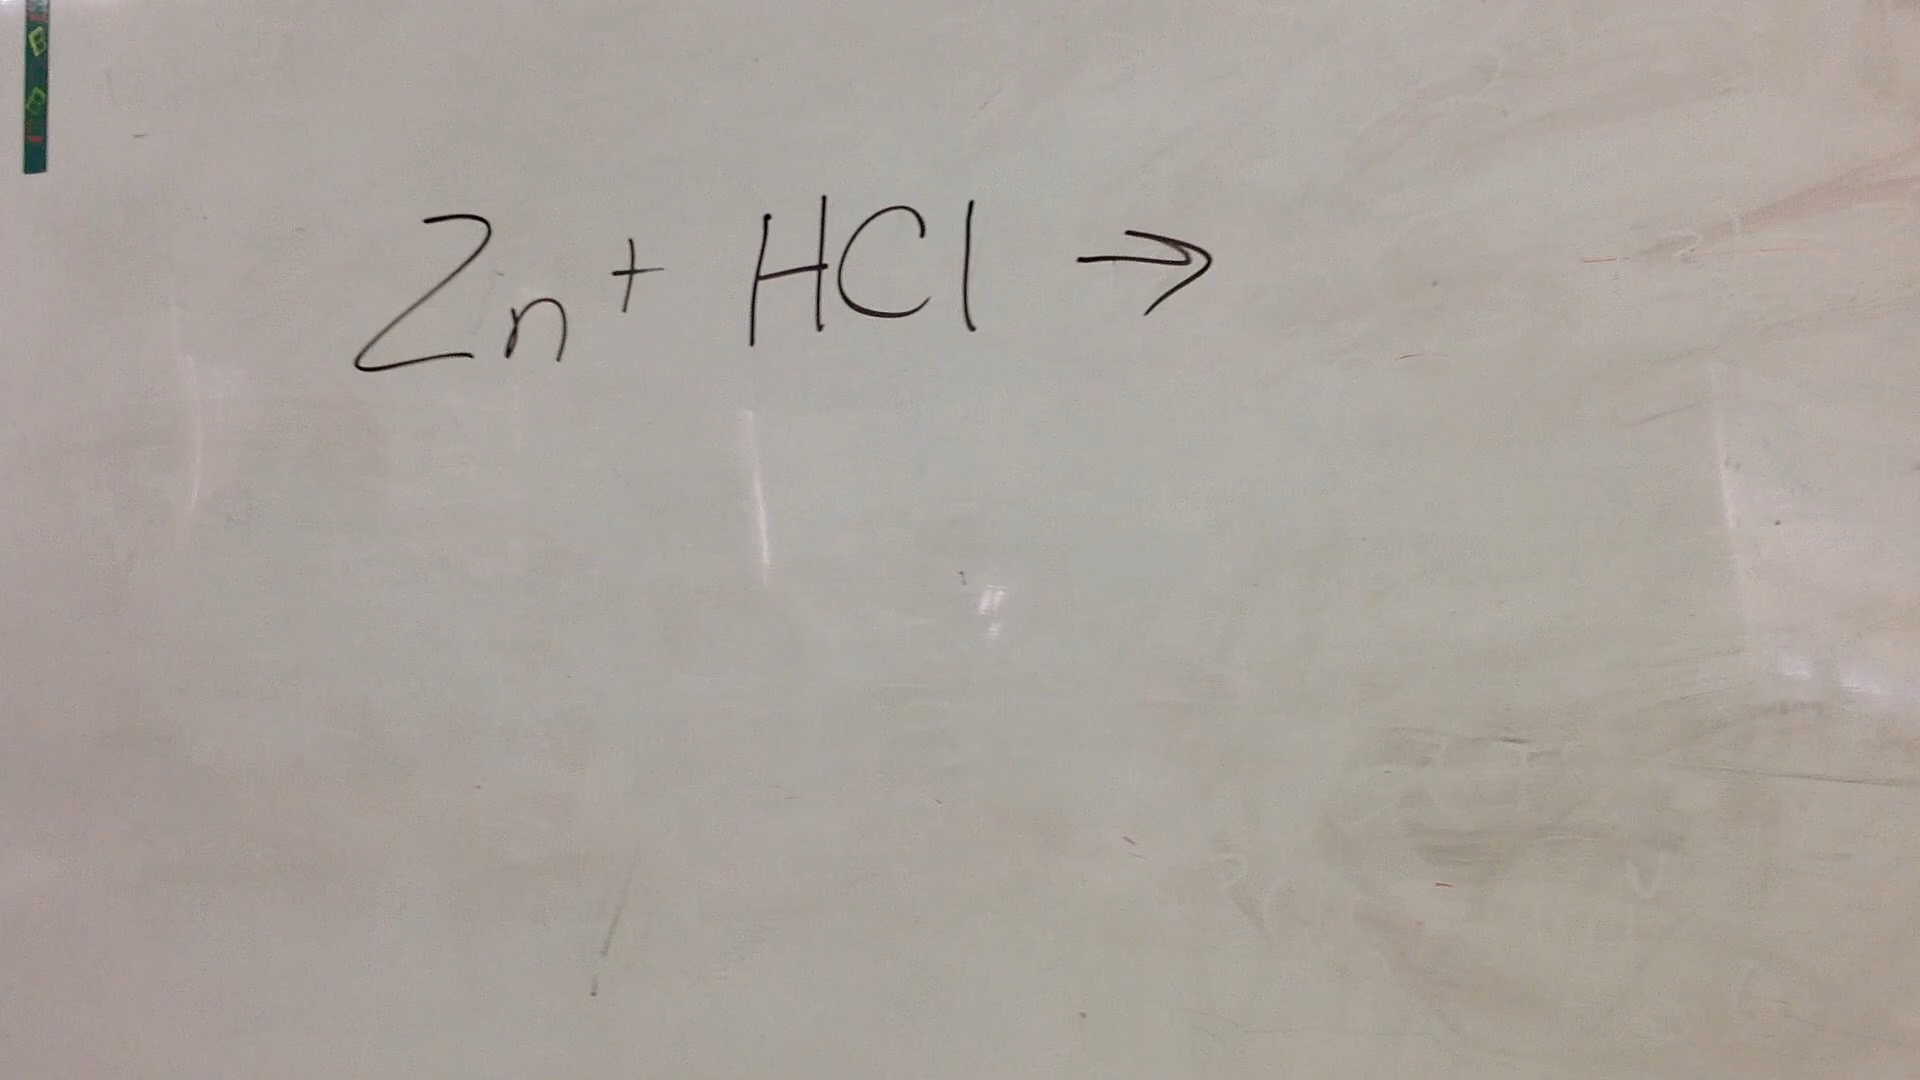 Zn + HCl →